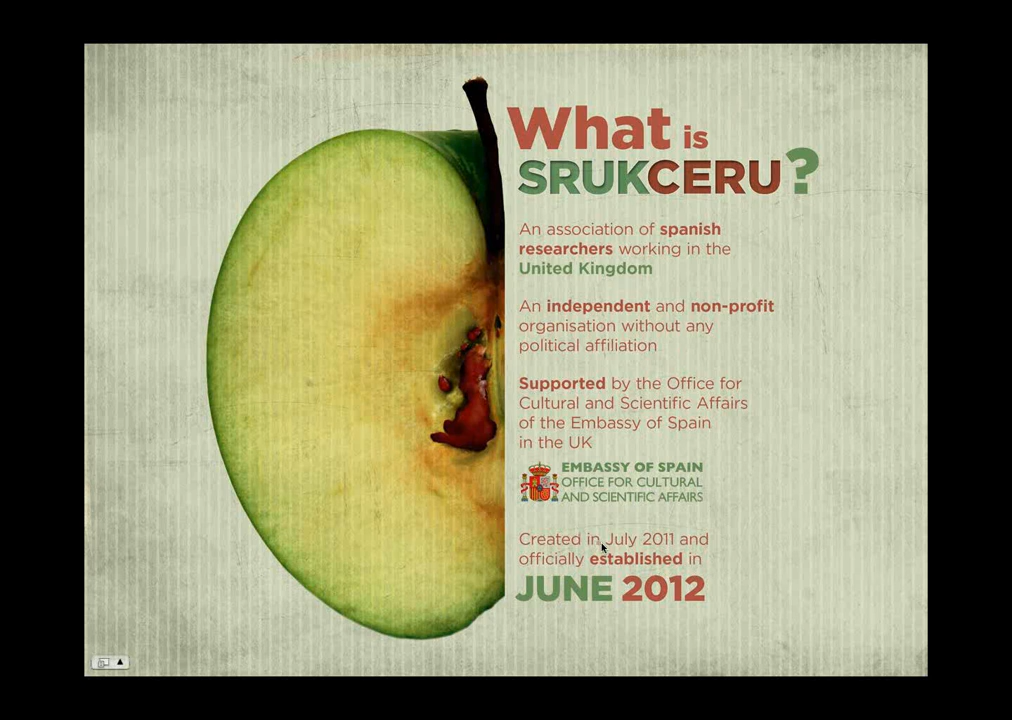 What is
SRUKCERU?
An association of spanish
researchers working in the
United Kingdom
An independent and non-profit
organisation without any
political affiliation
Supported by the Office for
Cultural and Scientific Affairs
of the Embassy of Spain
in the UK
EMBASSY OF SPAIN
OFFICE FOR CULTURAL
AND SCIENTIFIC AFFAIRS
Created in July 2011 and
officially established in
JUNE 2012